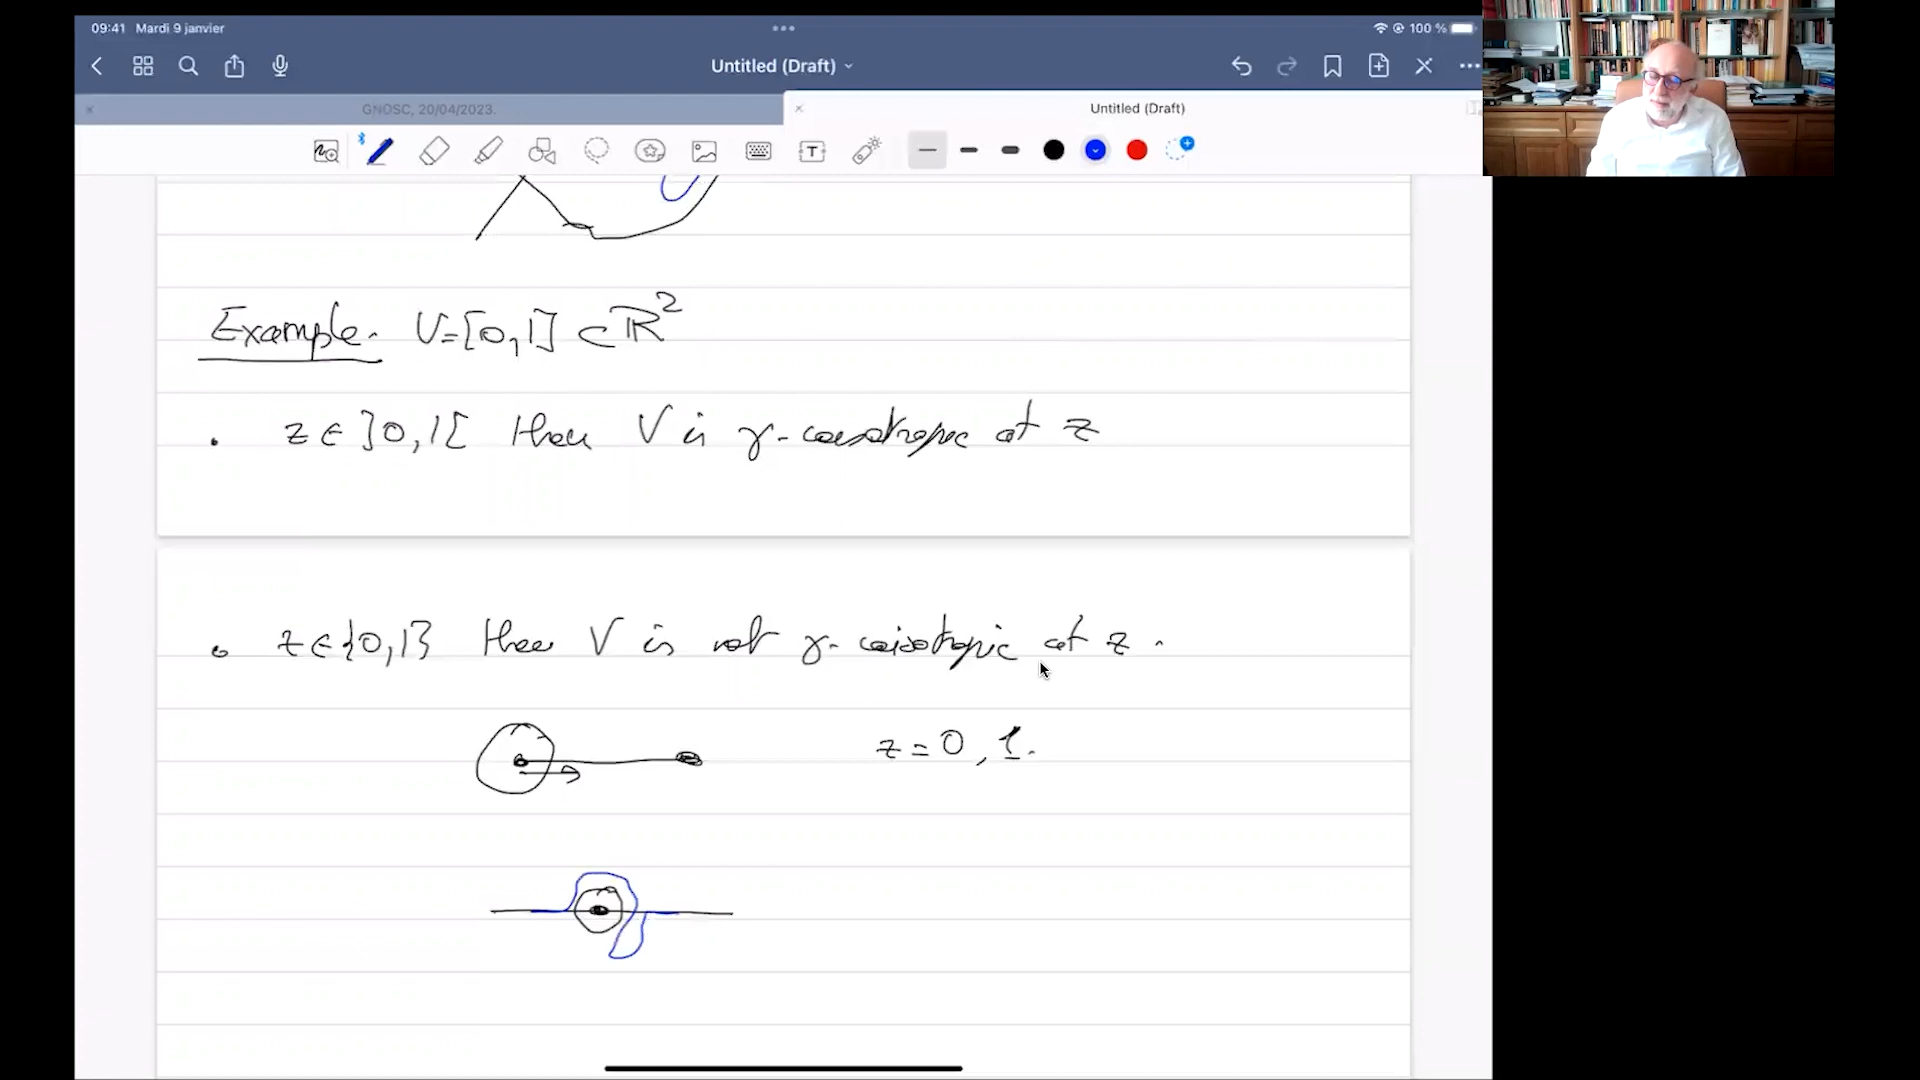 09:41 Mardi 9 janvier
100 %
Untitled (Draft)
GNOSC, 20/04/2023.
Untitled (Draft)
Example. V=[0,1] ⊂ ℝ²
• z ∈ ]0,1[ then V is γ-coisotropic at z
• z ∈ {0,1} then V is not γ-coisotropic at z.
z = 0, 1.